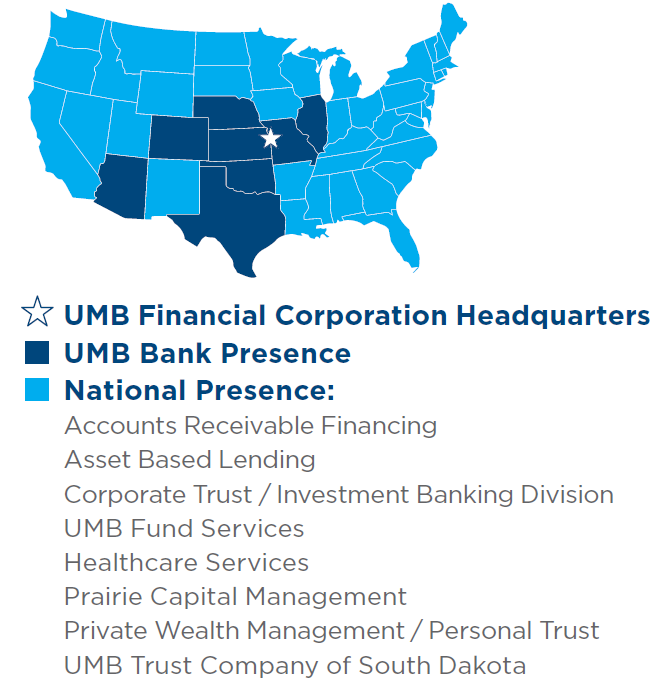 UMB Financial Corporation Headquarters
UMB Bank Presence
National Presence:
Accounts Receivable Financing
Asset Based Lending
Corporate Trust / Investment Banking Division
UMB Fund Services
Healthcare Services
Prairie Capital Management
Private Wealth Management / Personal Trust
UMB Trust Company of South Dakota